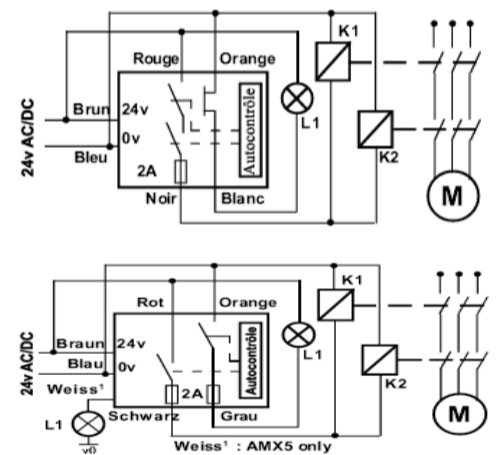 K1
Rouge
Orange
Brun
24v
L1
24v AC/DC
0v
Autocontrôle
Bleu
K2
2A
M
Noir
Blanc
K1
Rot
Orange
Braun
24v
L1
24v AC/DC
Blau
0v
Autocontrôle
K2
Weiss¹
2A
L1
Schwarz
Grau
M
v0
Weiss¹ : AMX5 only